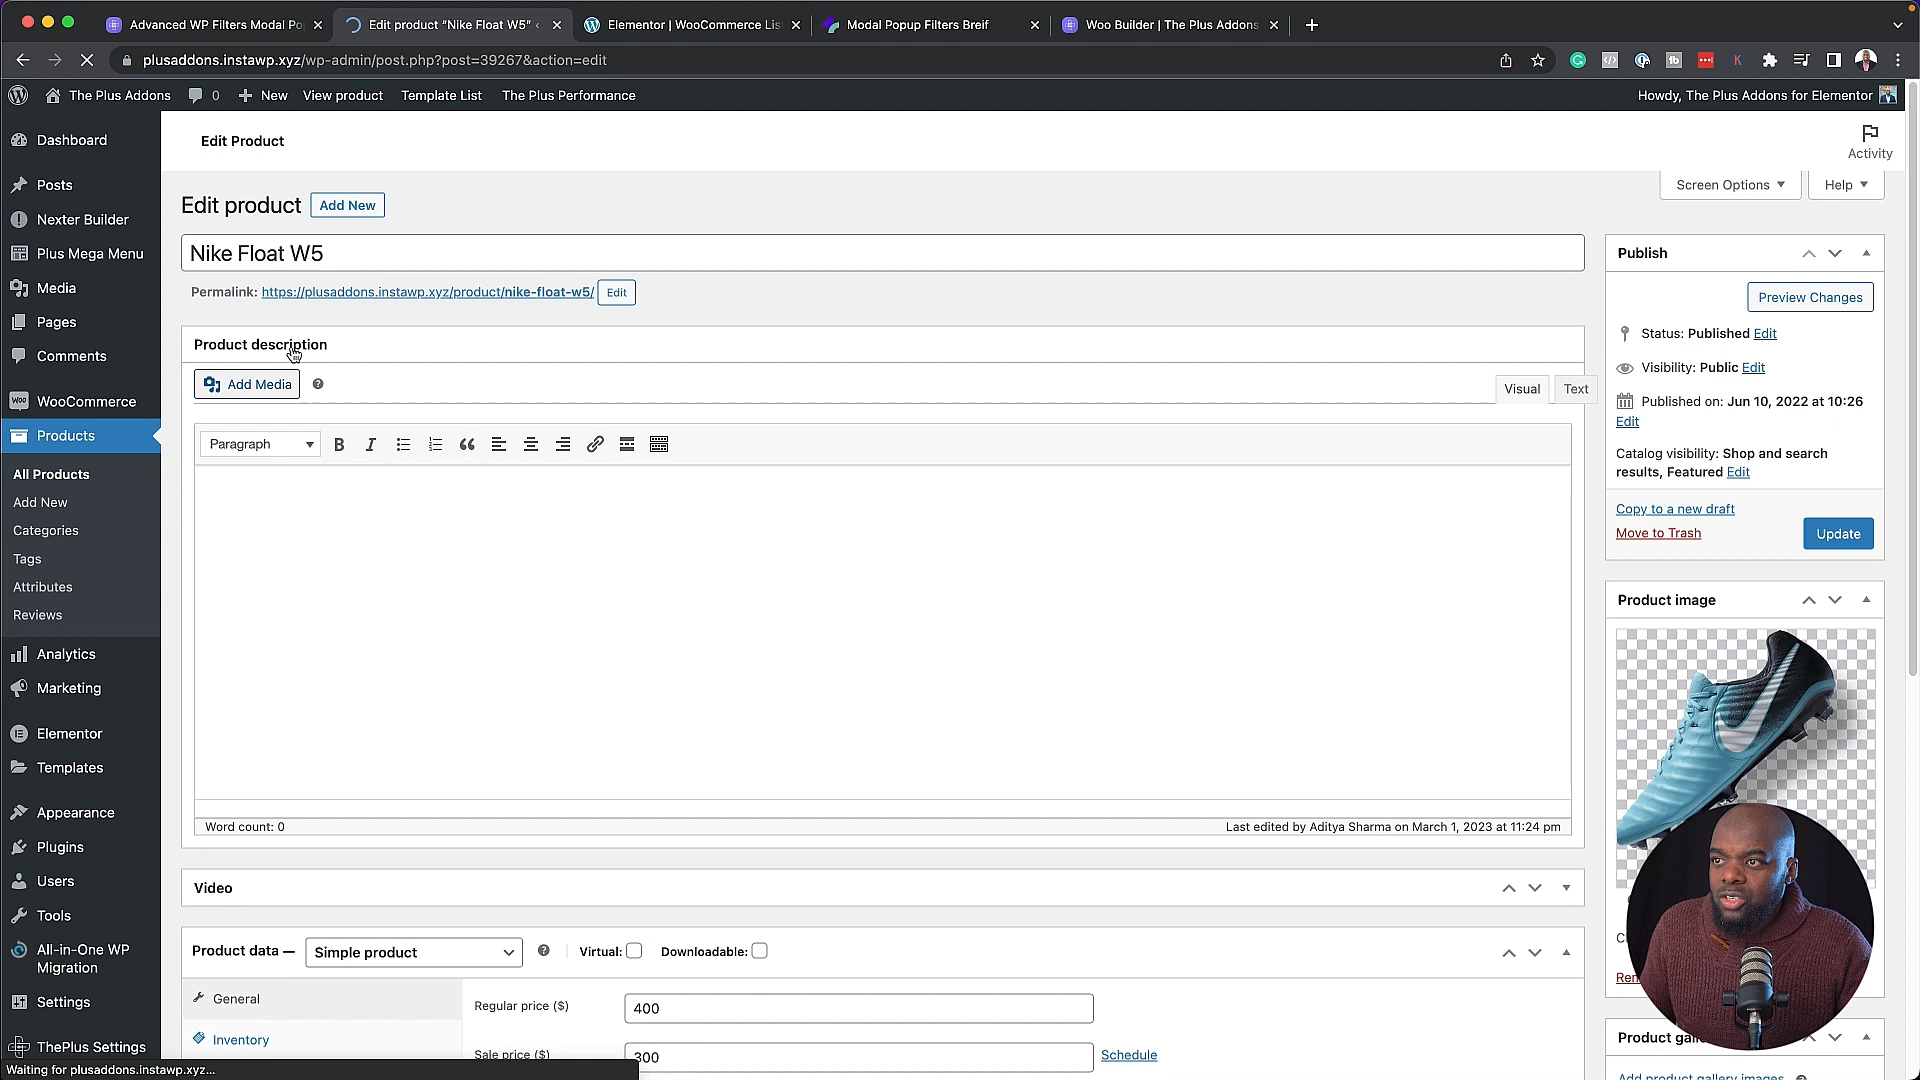 Advanced WP Filters Modal Po
Edit product “Nike Float W5” ‹
Elementor | WooCommerce Lis
Modal Popup Filters Breif
Woo Builder | The Plus Addons
plusaddons.instawp.xyz/wp-admin/post.php?post=39267&action=edit
The Plus Addons
0
New
View product
Template List
The Plus Performance
Howdy, The Plus Addons for Elementor
Dashboard
Posts
Nexter Builder
Plus Mega Menu
Media
Pages
Comments
WooCommerce
Products
All Products
Add New
Categories
Tags
Attributes
Reviews
Analytics
Marketing
Elementor
Templates
Appearance
Plugins
Users
Tools
All-in-One WP
Migration
Settings
ThePlus Settings
Edit Product
Activity
Screen Options
Help
Edit product
Add New
Nike Float W5
Permalink: https://plusaddons.instawp.xyz/product/nike-float-w5/ Edit
Product description
Add Media
Visual
Text
Paragraph
Word count: 0
Last edited by Aditya Sharma on March 1, 2023 at 11:24 pm
Video
Product data —
Simple product
Virtual:
Downloadable:
General
Inventory
Regular price ($)
400
Sale price ($)
300
Schedule
Publish
Preview Changes
Status: Published Edit
Visibility: Public Edit
Published on: Jun 10, 2022 at 10:26
Edit
Catalog visibility: Shop and search
results, Featured Edit
Copy to a new draft
Move to Trash
Update
Product image
Product
Add product gallery images
Waiting for plusaddons.instawp.xyz...